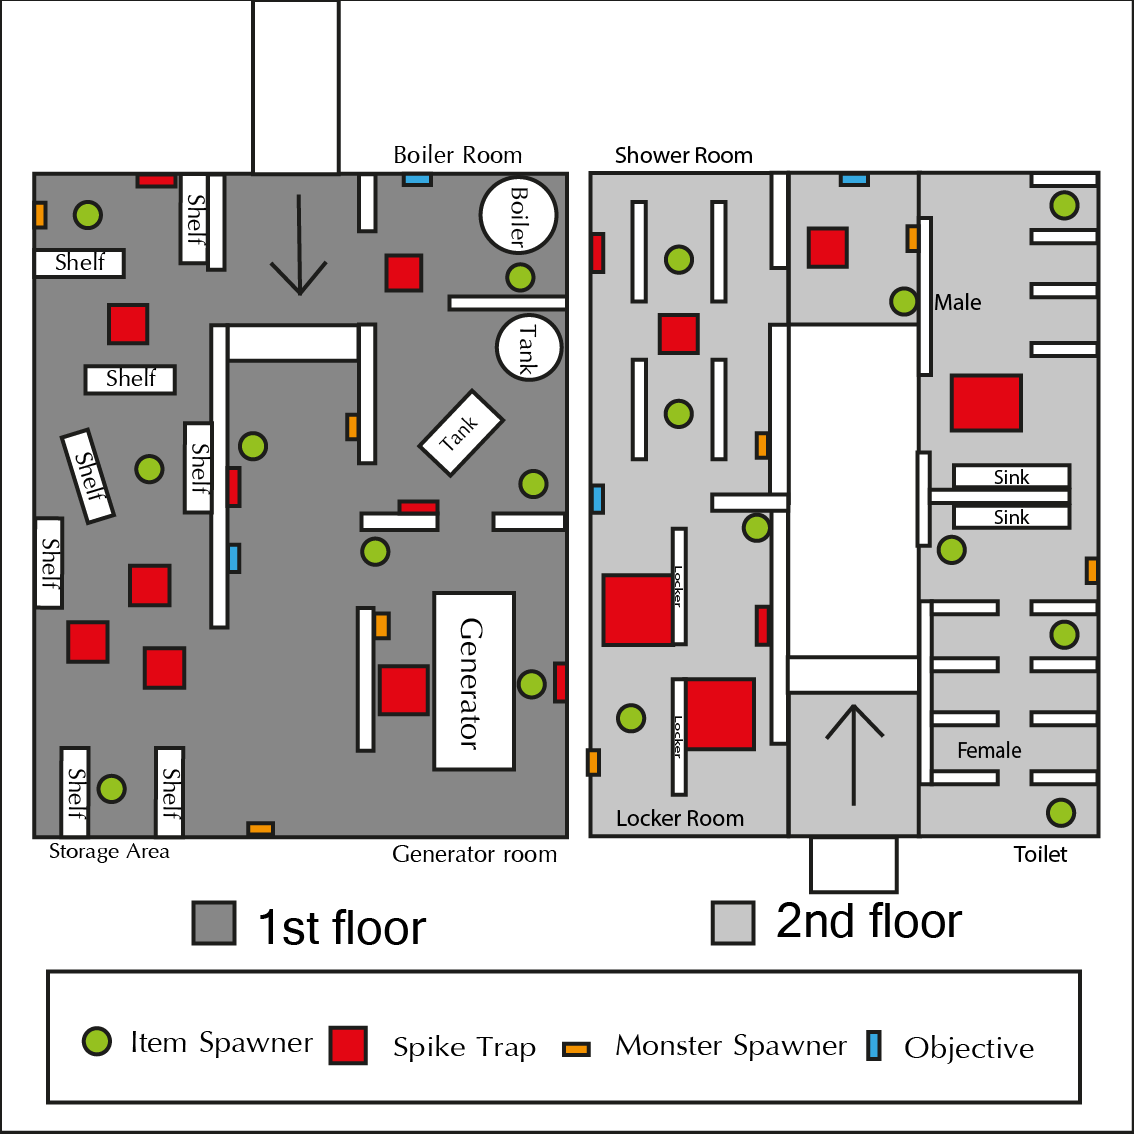 Boiler Room
Shower Room
Shelf
Boiler
Shelf
Male
Tank
Shelf
Tank
Shelf
Shelf
Sink
Sink
Shelf
Locker
Generator
Locker
Female
Shelf
Shelf
Locker Room
Storage Area
Generator room
Toilet
1st floor
2nd floor
Item Spawner
Spike Trap
Monster Spawner
Objective